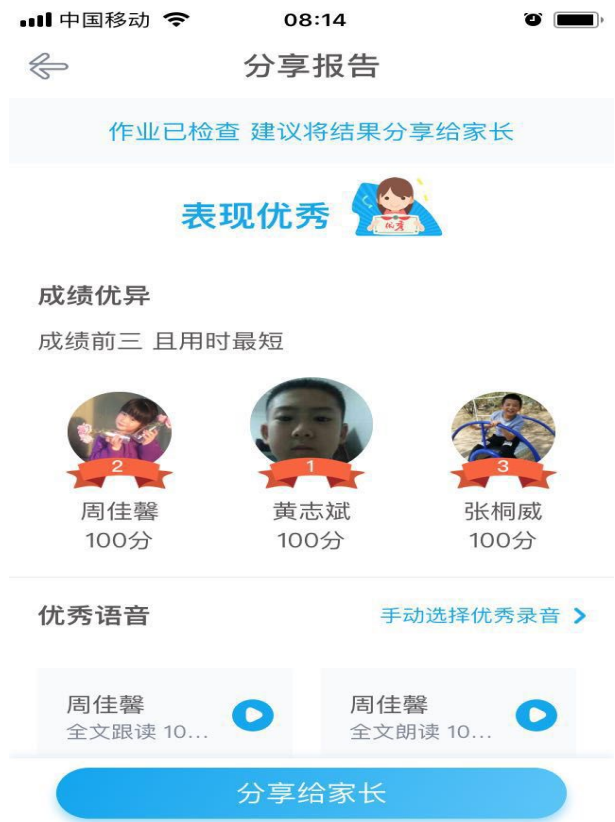 中国移动 08:14
分享报告
作业已检查 建议将结果分享给家长
表现优秀
成绩优异
成绩前三 且用时最短
2 1 3
周佳馨 黄志斌 张桐威
100分 100分 100分
优秀语音 手动选择优秀录音
周佳馨 周佳馨
全文跟读 10... 全文朗读 10...
分享给家长